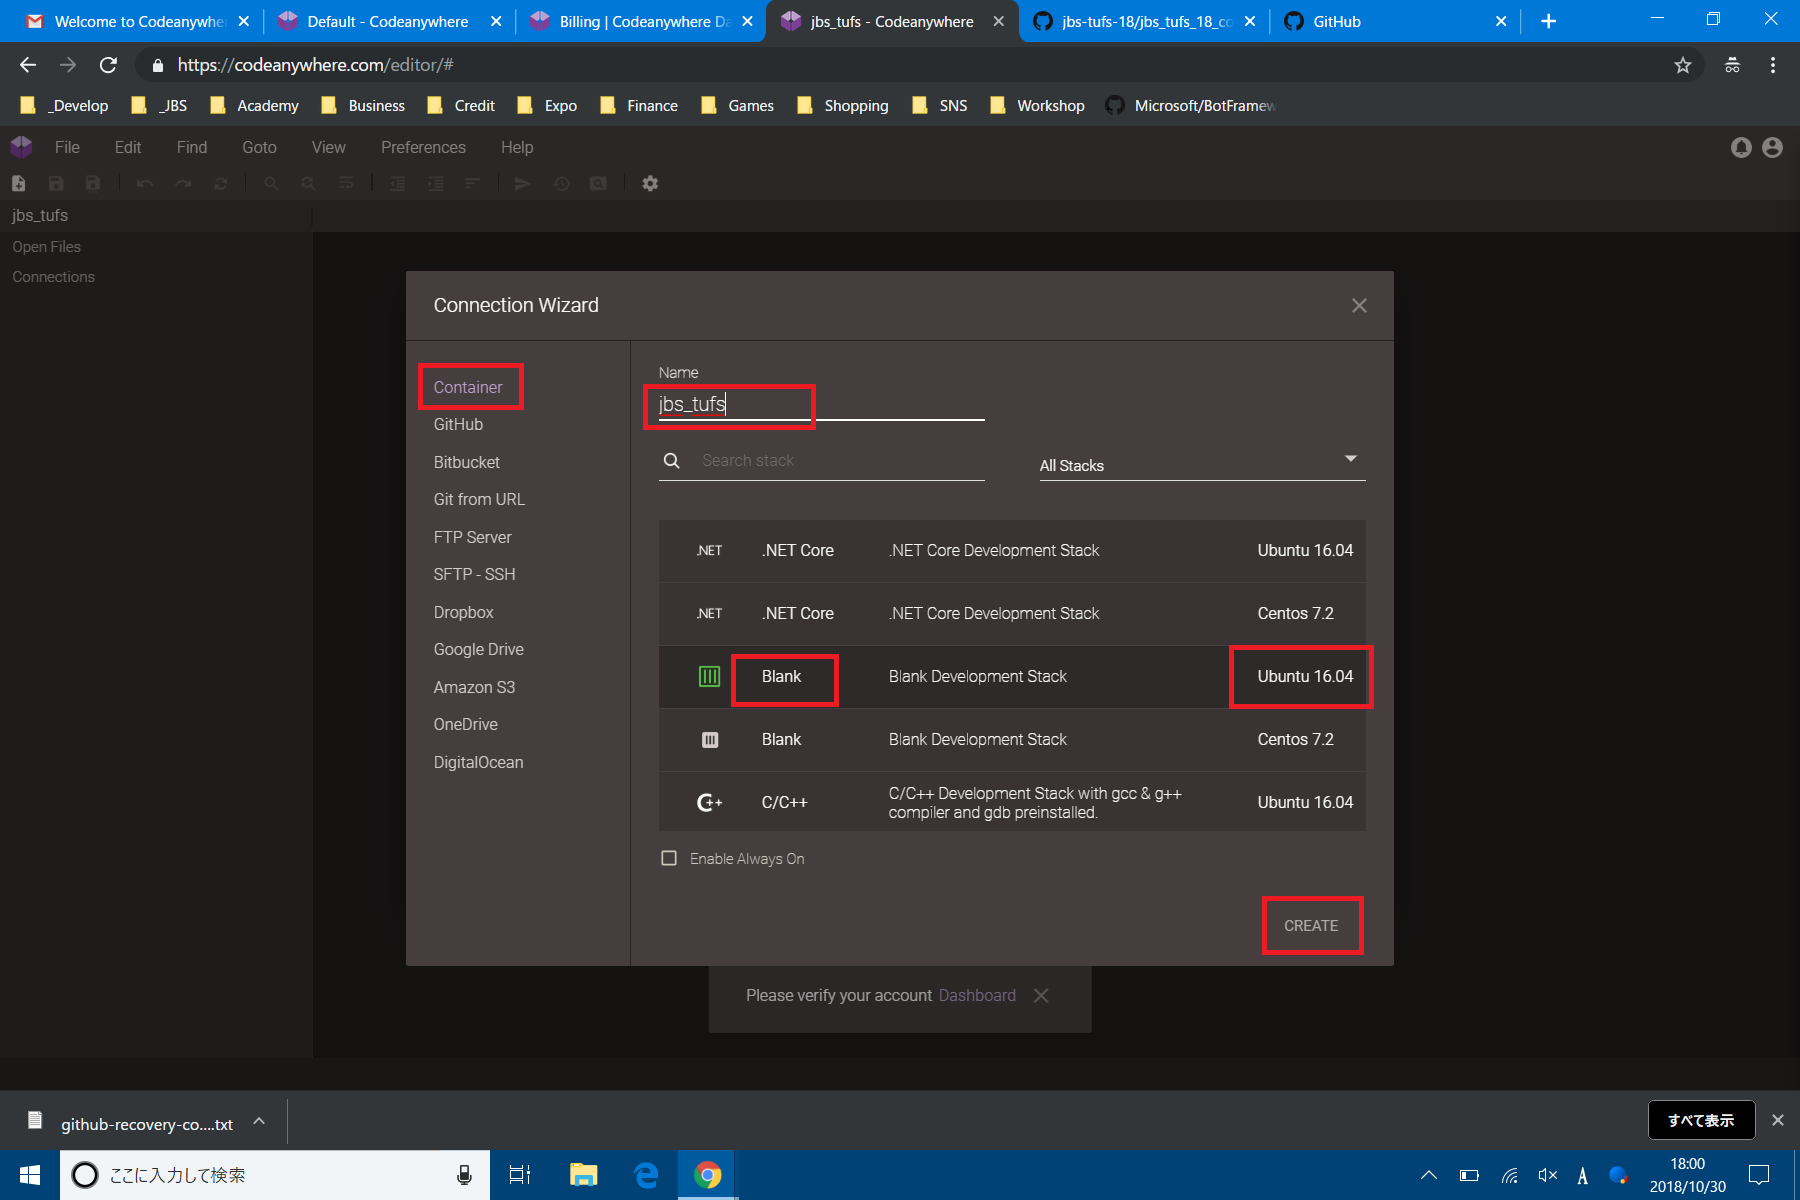 Welcome to Codeanywhe
Default - Codeanywhere
Billing | Codeanywhere Da
jbs_tufs - Codeanywhere
jbs-tufs-18/jbs_tufs_18_co
GitHub
https://codeanywhere.com/editor/#
_Develop
_JBS
Academy
Business
Credit
Expo
Finance
Games
Shopping
SNS
Workshop
Microsoft/BotFramew
File
Edit
Find
Goto
View
Preferences
Help
jbs_tufs
Open Files
Connections
Connection Wizard
Container
GitHub
Bitbucket
Git from URL
FTP Server
SFTP - SSH
Dropbox
Google Drive
Amazon S3
OneDrive
DigitalOcean
Name
jbs_tufs
Search stack
All Stacks
.NET .NET Core .NET Core Development Stack Ubuntu 16.04
.NET .NET Core .NET Core Development Stack Centos 7.2
Blank Blank Development Stack Ubuntu 16.04
Blank Blank Development Stack Centos 7.2
C++ C/C++ C/C++ Development Stack with gcc & g++ compiler and gdb preinstalled. Ubuntu 16.04
Enable Always On
CREATE
Please verify your account Dashboard
github-recovery-co....txt
すべて表示
ここに入力して検索
A
18:00
2018/10/30